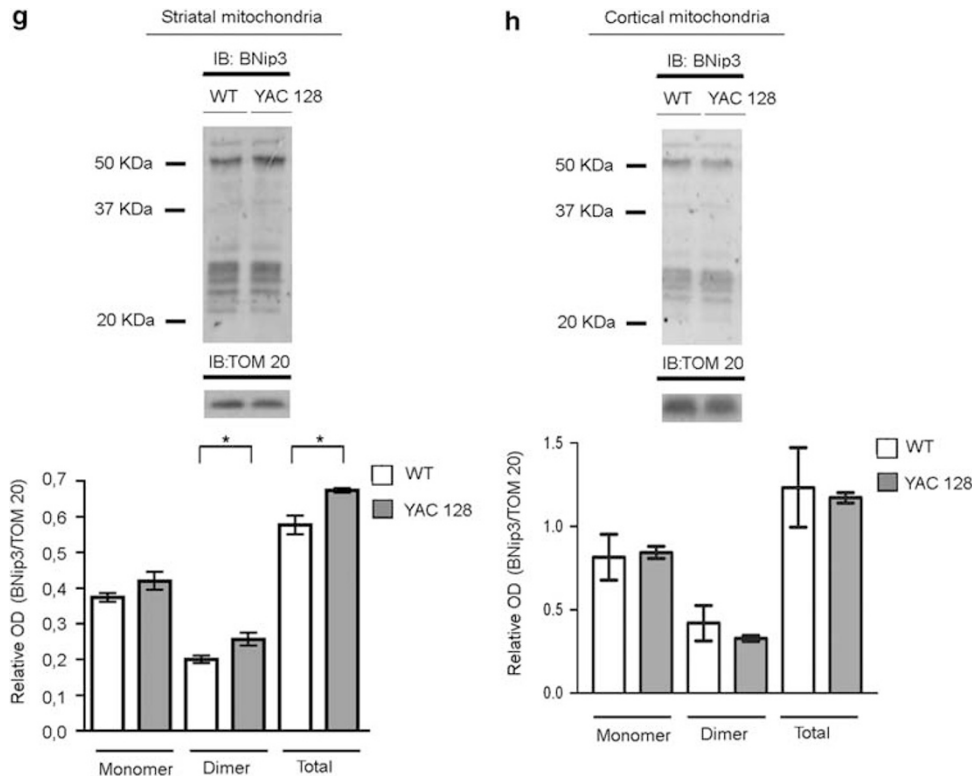 g
Striatal mitochondria
IB: BNip3
WT YAC 128
50 KDa
37 KDa
20 KDa
IB:TOM 20
* *
Relative OD (BNip3/TOM 20)
0,7
0,6
0,5
0,4
0,3
0,2
0,1
0,0
Monomer Dimer Total
WT
YAC 128
h
Cortical mitochondria
IB: BNip3
WT YAC 128
50 KDa
37 KDa
20 KDa
IB:TOM 20
Relative OD (BNip3/TOM 20)
1.5
1.0
0.5
0.0
Monomer Dimer Total
WT
YAC 128